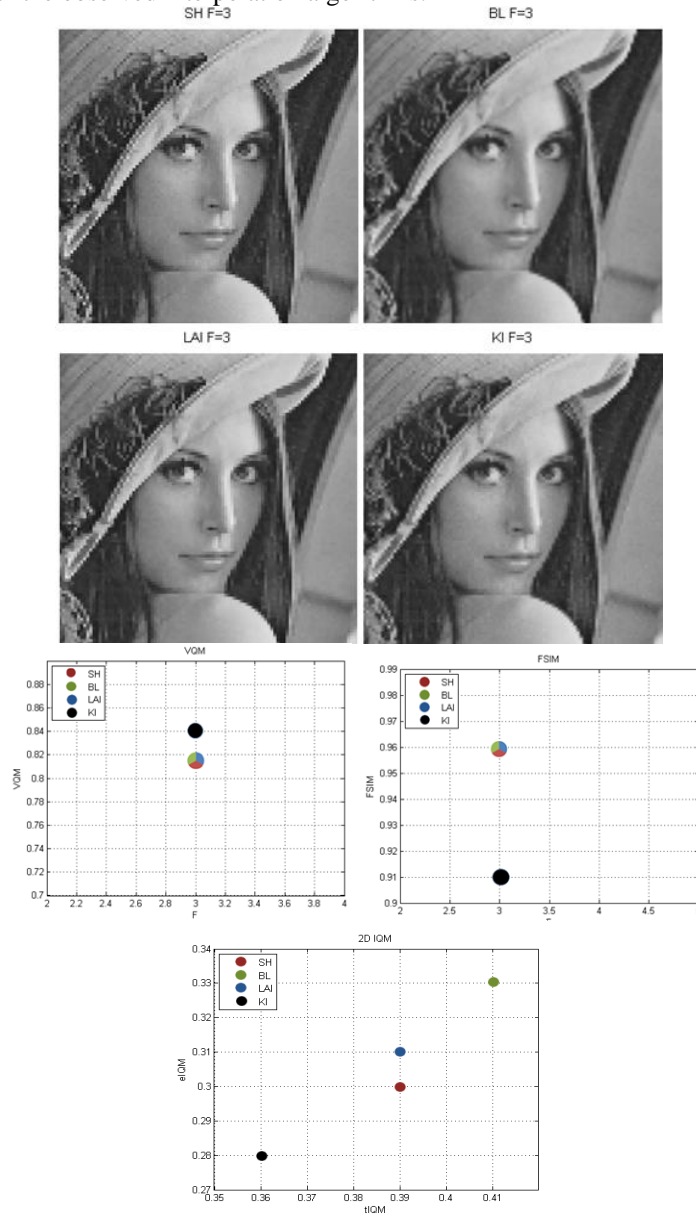 SH F=3 BL F=3
LAI F=3 KI F=3
VQM
SH
BL
LAI
KI
0.88
0.86
0.84
0.82
0.8
0.78
0.76
0.74
0.72
0.7
VQM
2 2.2 2.4 2.6 2.8 3 3.2 3.4 3.6 3.8 4
F
FSIM
SH
BL
LAI
KI
0.99
0.98
0.97
0.96
0.95
0.94
0.93
0.92
0.91
0.9
FSIM
2 2.5 3 3.5 4 4.5
2D IQM
SH
BL
LAI
KI
0.34
0.33
0.32
0.31
0.3
0.29
0.28
0.27
eIQM
0.35 0.36 0.37 0.38 0.39 0.4 0.41
tIQM